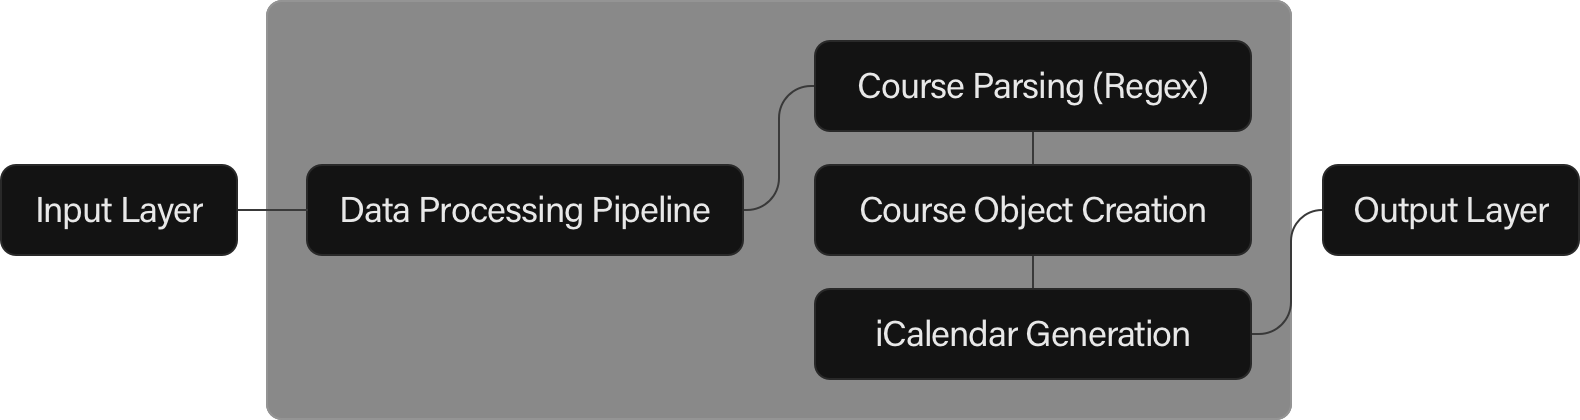 Input Layer
Data Processing Pipeline
Course Parsing (Regex)
Course Object Creation
iCalendar Generation
Output Layer